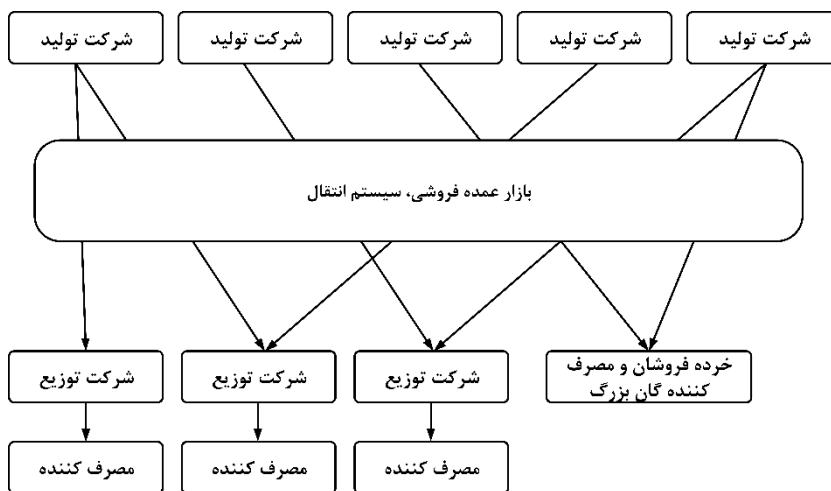 شرکت تولید
شرکت تولید
شرکت تولید
شرکت تولید
شرکت تولید
بازار عمده فروشی، سیستم انتقال
خرده فروشان و مصرف
کننده گان بزرگ
شرکت توزیع
شرکت توزیع
شرکت توزیع
مصرف کننده
مصرف کننده
مصرف کننده